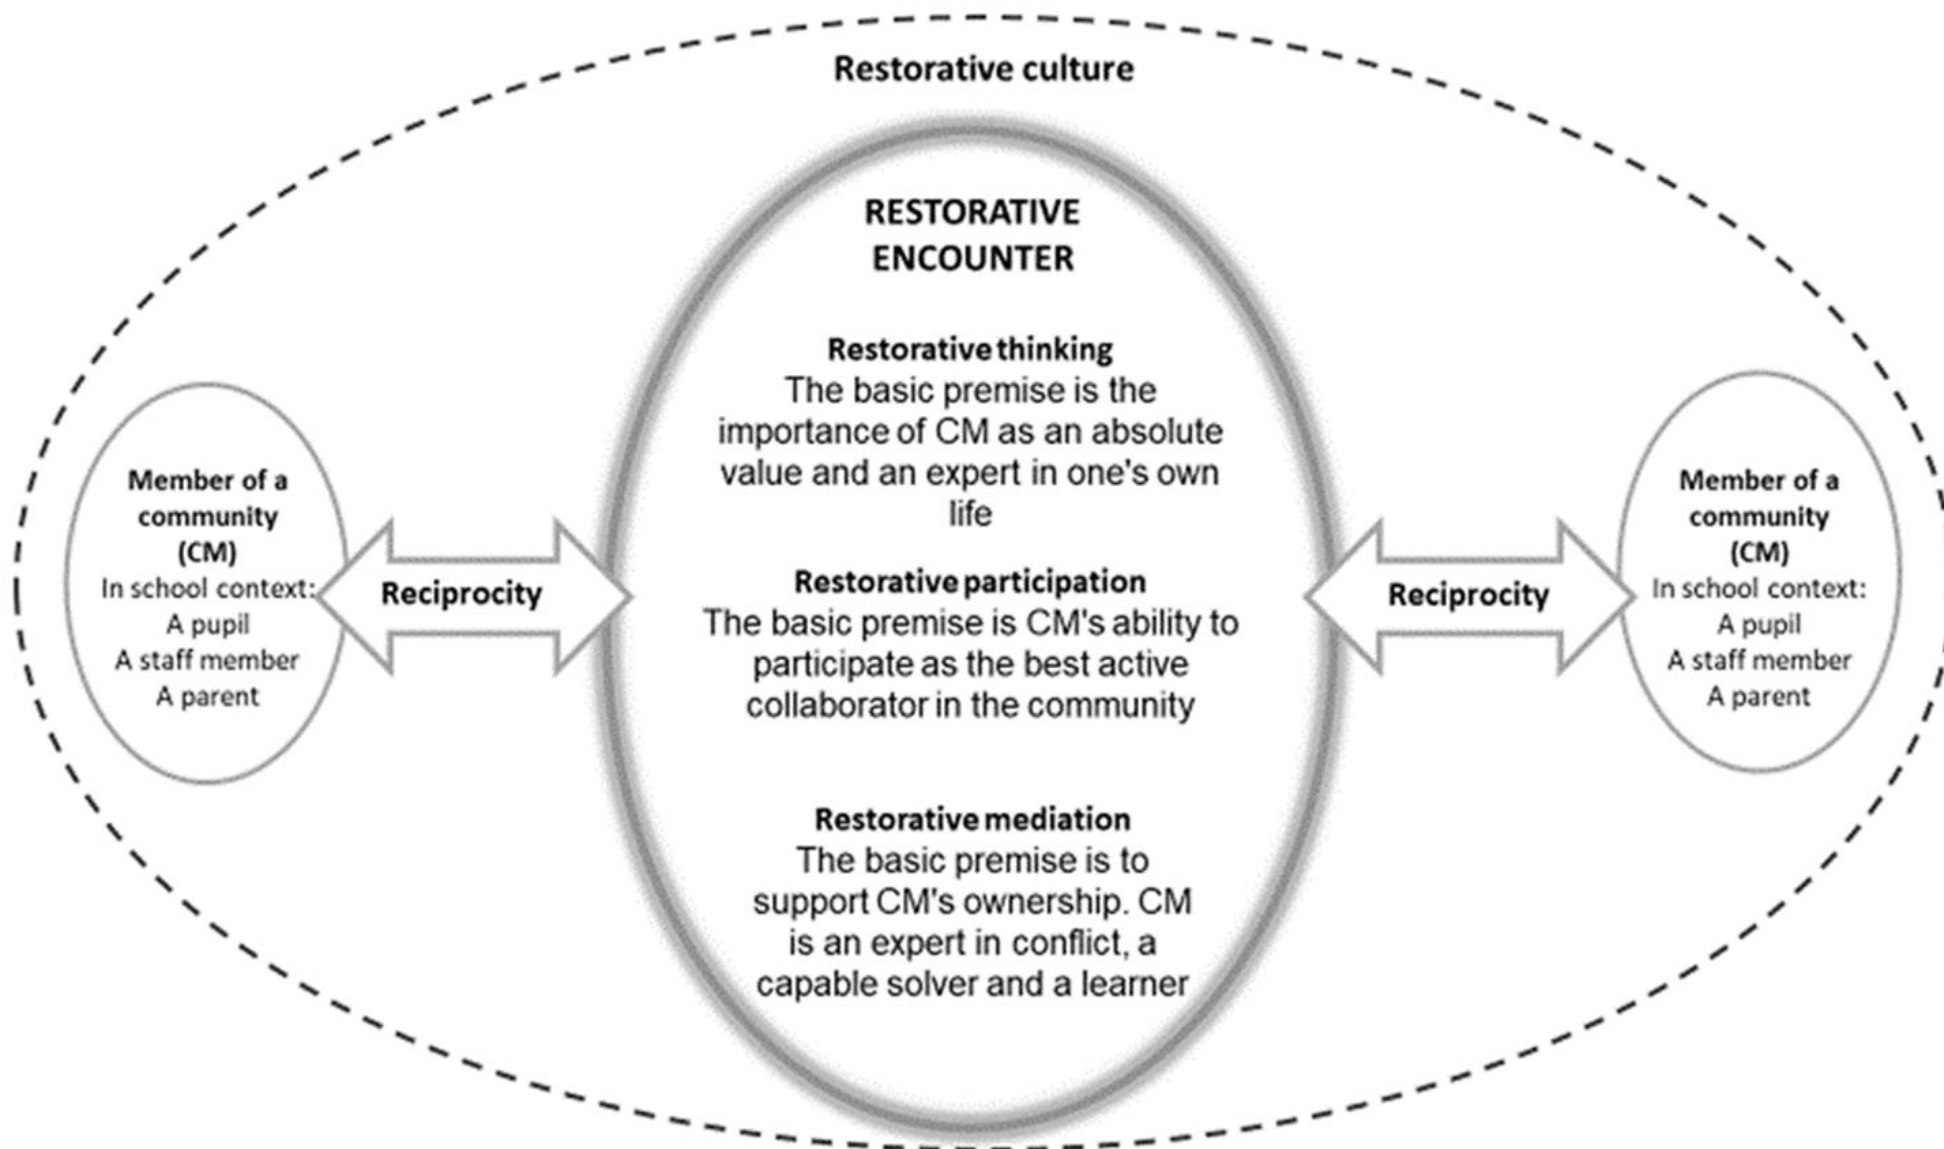 Restorative culture
RESTORATIVE
ENCOUNTER
Restorative thinking
The basic premise is the
importance of CM as an absolute
value and an expert in one's own
life
Restorative participation
The basic premise is CM's ability to
participate as the best active
collaborator in the community
Restorative mediation
The basic premise is to
support CM's ownership. CM
is an expert in conflict, a
capable solver and a learner
Member of a
community
(CM)
In school context:
A pupil
A staff member
A parent
Reciprocity
Reciprocity
Member of a
community
(CM)
In school context:
A pupil
A staff member
A parent